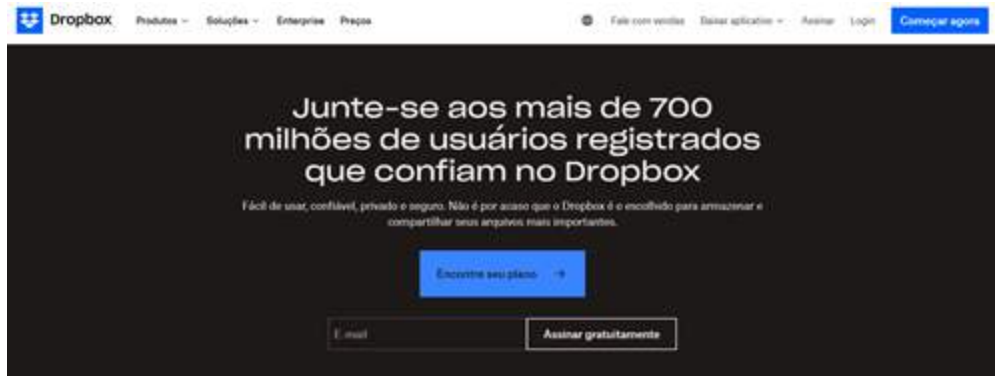 Dropbox Produtos Soluções Enterprise Preços Fale com vendas Baixar aplicativo Assinar Login Começar agora
Junte-se aos mais de 700
milhões de usuários registrados
que confiam no Dropbox
Fácil de usar, confiável, privado e seguro. Não é por acaso que o Dropbox é o escolhido para armazenar e
compartilhar seus arquivos mais importantes.
Encontre seu plano →
E-mail Assinar gratuitamente